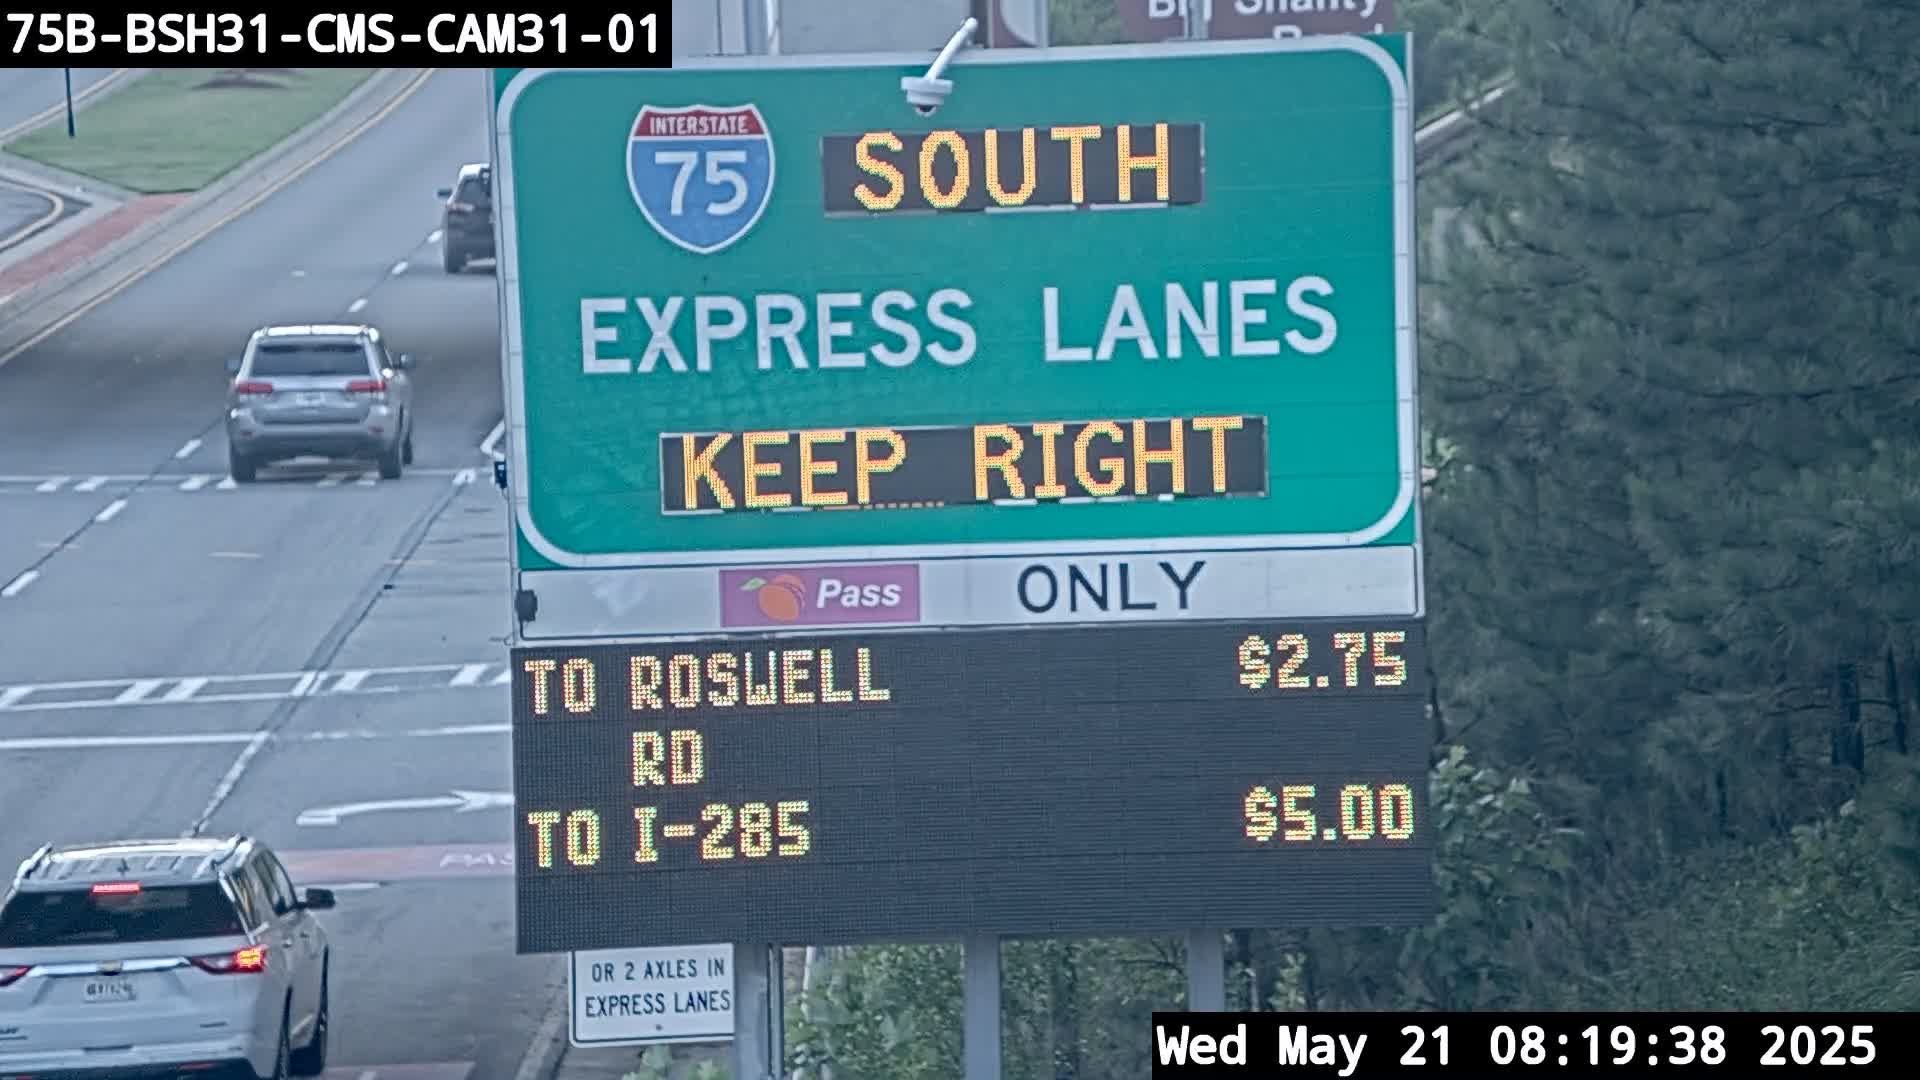 75B-BSH31-CMS-CAM31-01
Shanty
INTERSTATE
75
SOUTH
EXPRESS LANES
KEEP RIGHT
Pass ONLY
TO ROSWELL $2.75
RD
TO I-285 $5.00
OR 2 AXLES IN
EXPRESS LANES
Wed May 21 08:19:38 2025